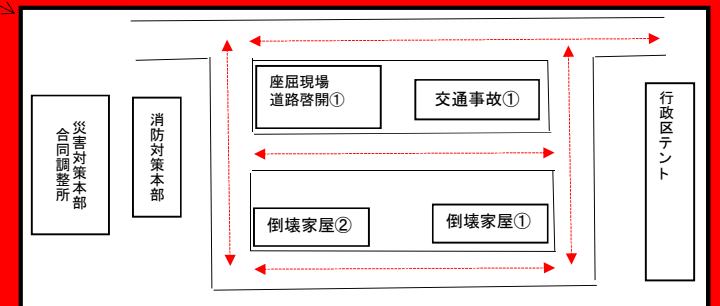 災害対策本部
合同調整所
消防対策本部
座屈現場
道路啓開①
交通事故①
倒壊家屋②
倒壊家屋①
行政区テント